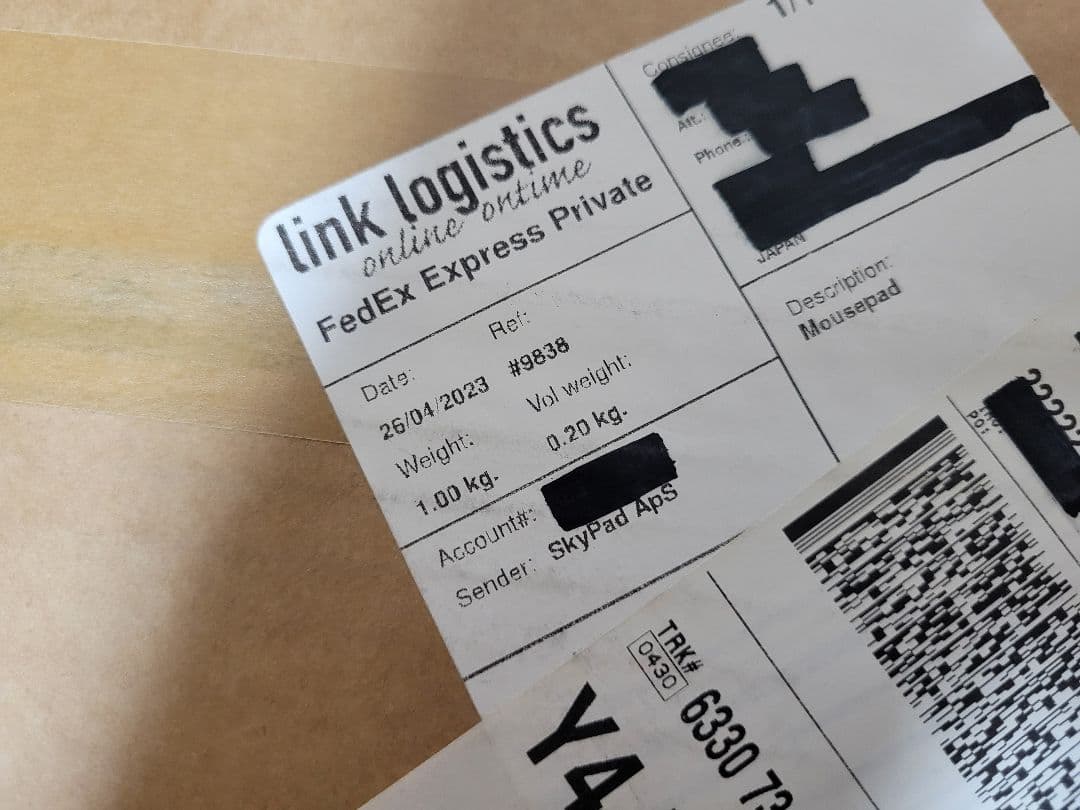 link logistics
online ontime
FedEx Express Private
Date:
Ref:
26/04/2023
#9838
Weight:
Vol weight:
1.00 kg.
0.20 kg.
Account#:
Sender: SkyPad ApS
Consignee:
Att.:
Phone:
JAPAN
Description:
Mousepad
TRK#
0430
6330 73
Y4
PO: